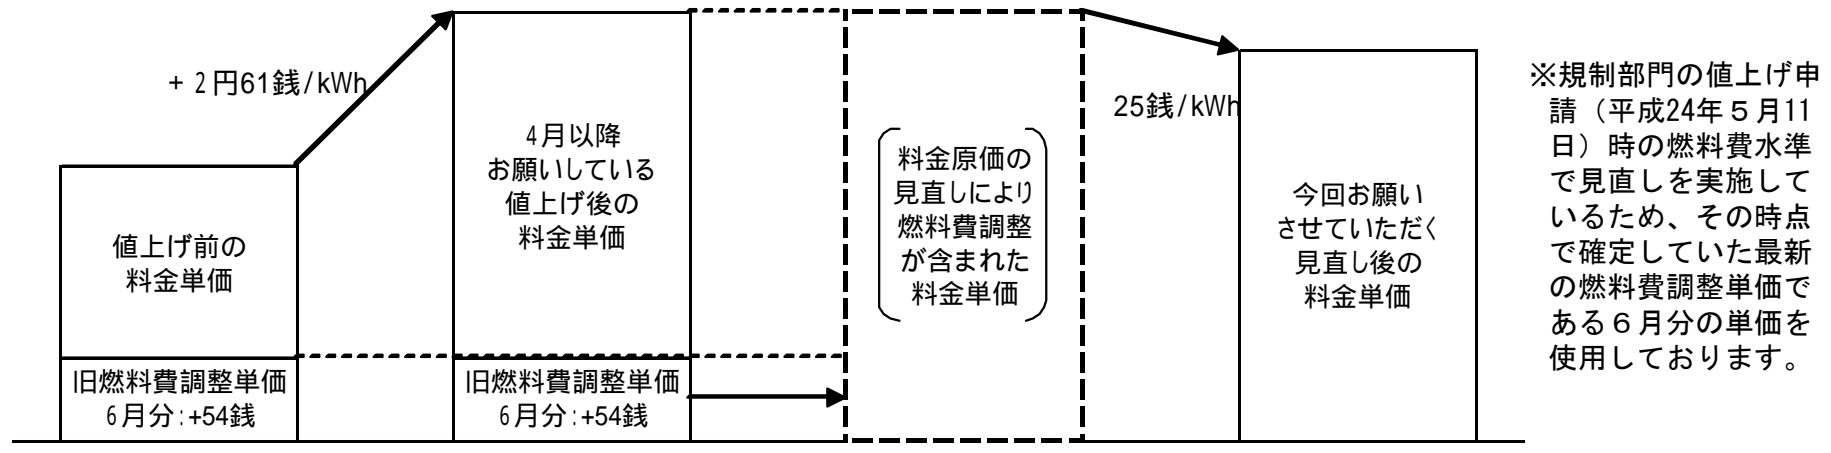 + 2円61銭/kWh
値上げ前の
料金単価
旧燃料費調整単価
6月分:+54銭
4月以降
お願いしている
値上げ後の
料金単価
旧燃料費調整単価
6月分:+54銭
料金原価の
見直しにより
燃料費調整
が含まれた
料金単価
25銭/kWh
今回お願い
させていただく
見直し後の
料金単価
※規制部門の値上げ申
請（平成24年５月11
日）時の燃料費水準
で見直しを実施して
いるため、その時点
で確定していた最新
の燃料費調整単価で
ある６月分の単価を
使用しております。